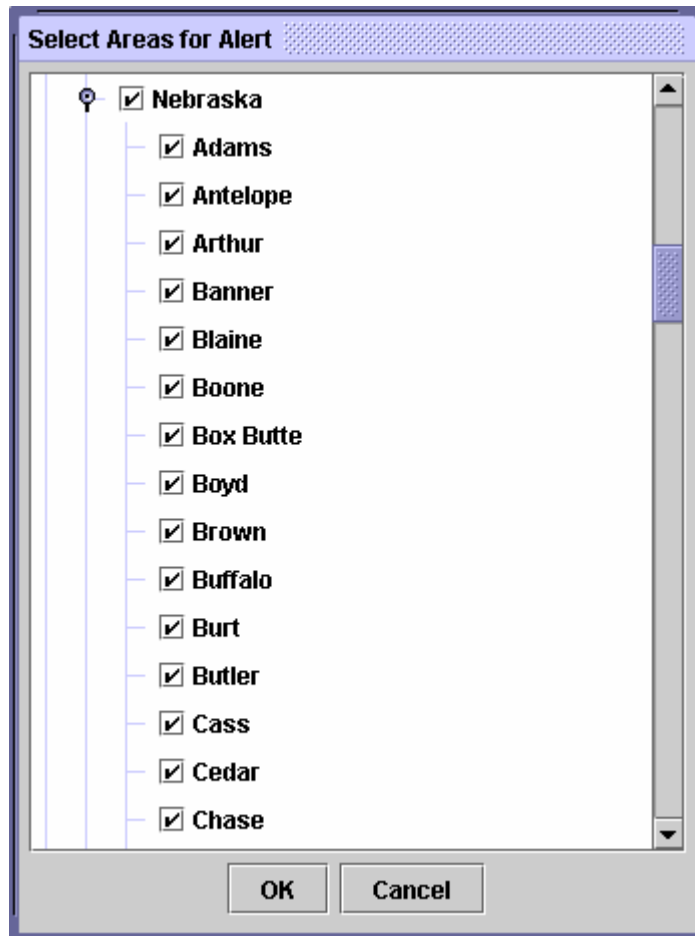 Select Areas for Alert
Nebraska
Adams
Antelope
Arthur
Banner
Blaine
Boone
Box Butte
Boyd
Brown
Buffalo
Burt
Butler
Cass
Cedar
Chase
OK Cancel